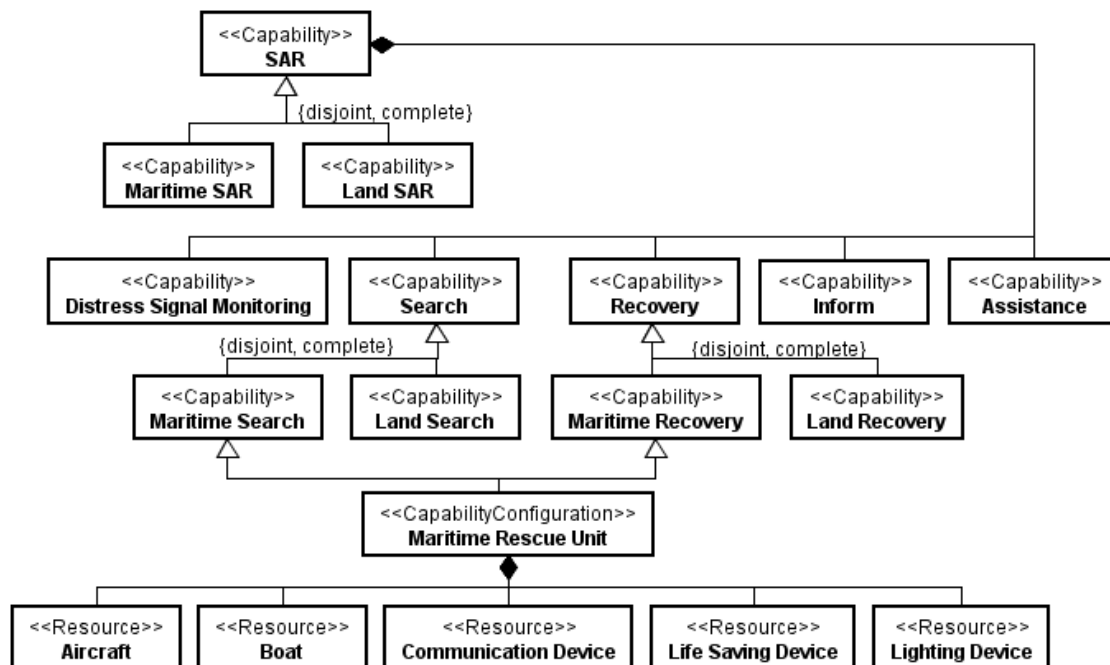 <<Capability>>
SAR
{disjoint, complete}
<<Capability>>
Maritime SAR
<<Capability>>
Land SAR
<<Capability>>
Distress Signal Monitoring
<<Capability>>
Search
<<Capability>>
Recovery
<<Capability>>
Inform
<<Capability>>
Assistance
{disjoint, complete}
{disjoint, complete}
<<Capability>>
Maritime Search
<<Capability>>
Land Search
<<Capability>>
Maritime Recovery
<<Capability>>
Land Recovery
<<CapabilityConfiguration>>
Maritime Rescue Unit
<<Resource>>
Aircraft
<<Resource>>
Boat
<<Resource>>
Communication Device
<<Resource>>
Life Saving Device
<<Resource>>
Lighting Device